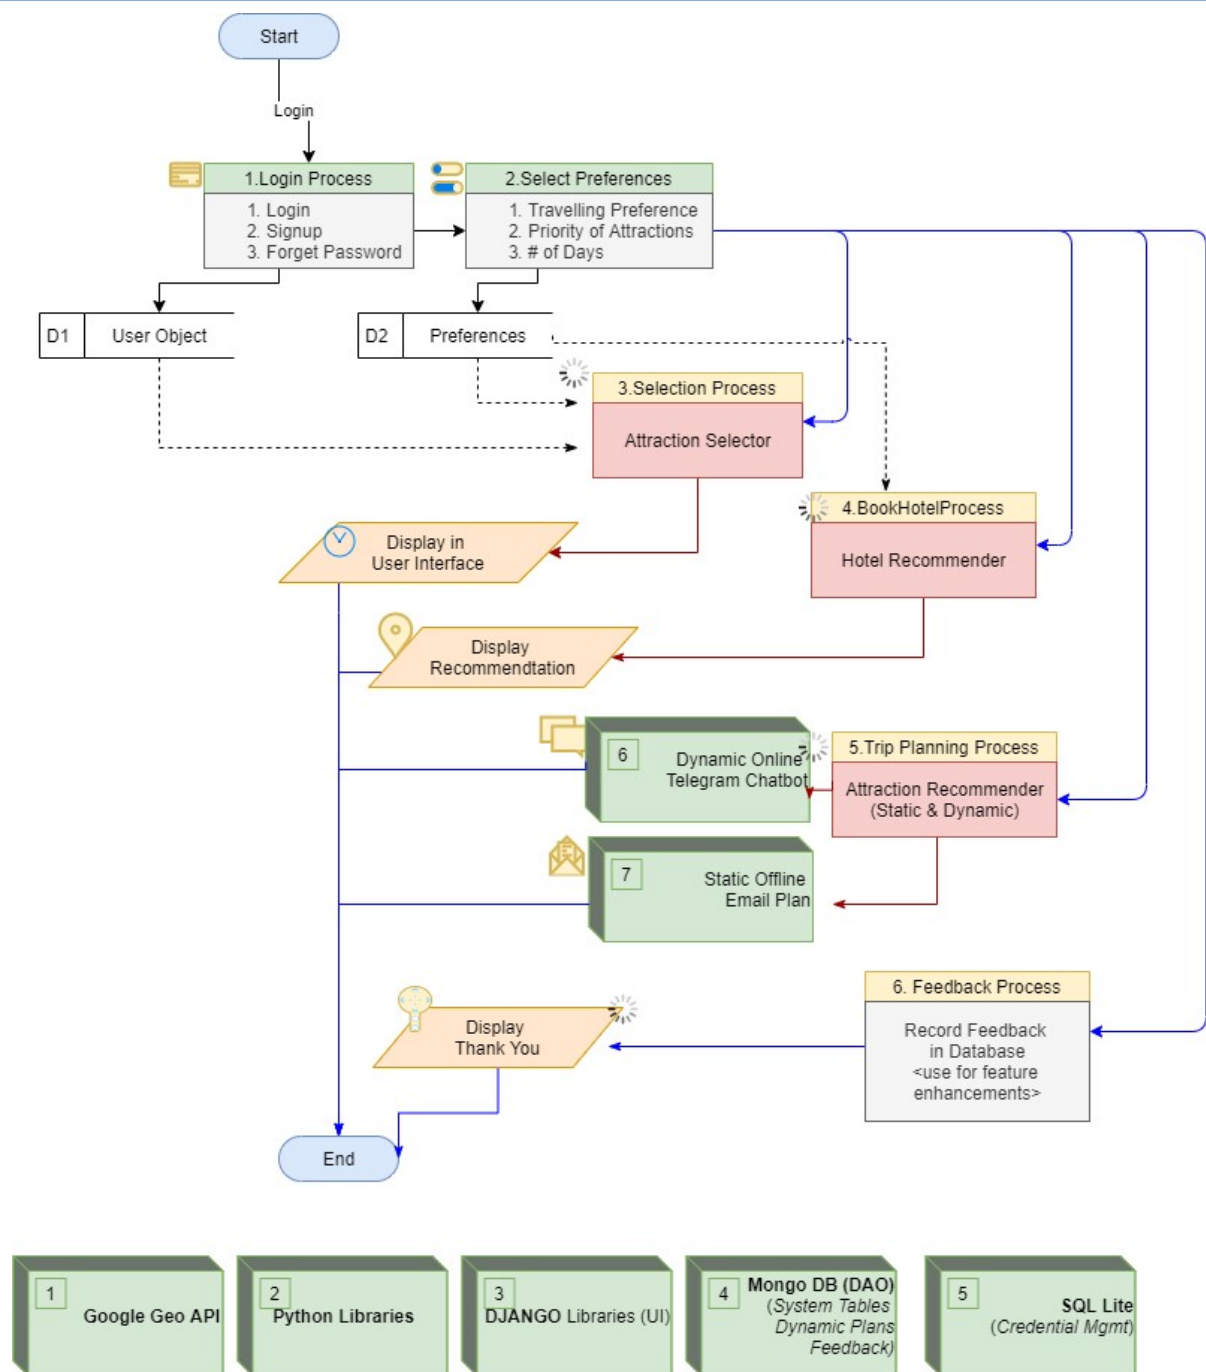 Start
Login
1.Login Process
1. Login
2. Signup
3. Forget Password
2.Select Preferences
1. Travelling Preference
2. Priority of Attractions
3. # of Days
D1
User Object
D2
Preferences
3.Selection Process
Attraction Selector
4.BookHotelProcess
Hotel Recommender
Display in
User Interface
Display
Recommendtation
6
Dynamic Online
Telegram Chatbot
5.Trip Planning Process
Attraction Recommender
(Static & Dynamic)
7
Static Offline
Email Plan
6. Feedback Process
Record Feedback
in Database
<use for feature
enhancements>
Display
Thank You
End
1
Google Geo API
2
Python Libraries
3
DJANGO Libraries (UI)
4
Mongo DB (DAO)
(System Tables
Dynamic Plans
Feedback)
5
SQL Lite
(Credential Mgmt)